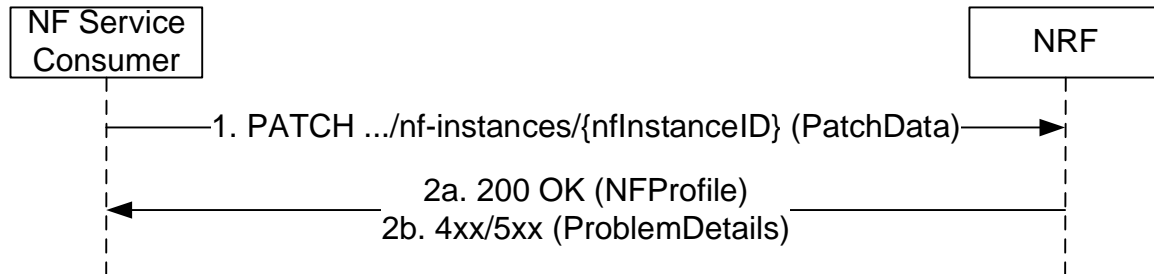 NF Service
Consumer
NRF
1. PATCH .../nf-instances/{nfInstanceID} (PatchData)
2a. 200 OK (NFProfile)
2b. 4xx/5xx (ProblemDetails)